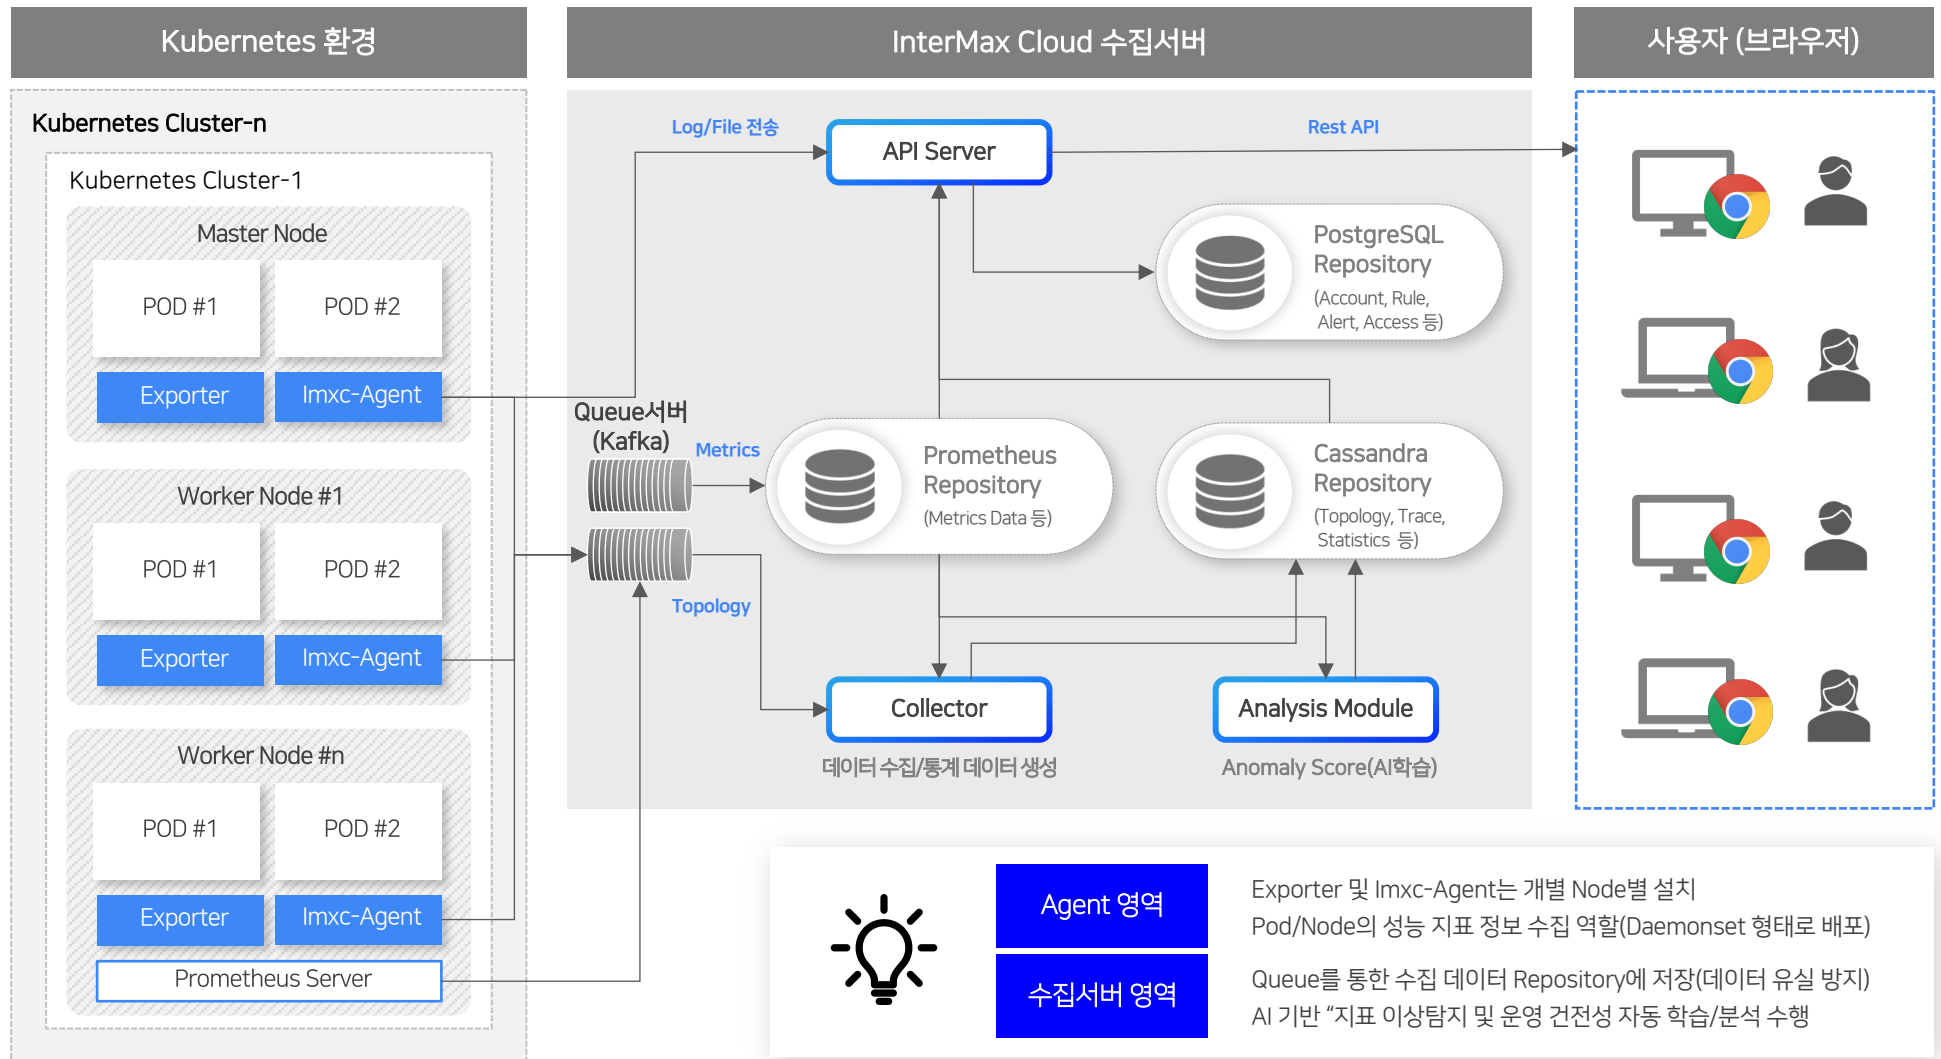 Kubernetes 환경
Kubernetes Cluster-n
Kubernetes Cluster-1
Master Node
POD #1
POD #2
Exporter
Imxc-Agent
Worker Node #1
POD #1
POD #2
Exporter
Imxc-Agent
Worker Node #n
POD #1
POD #2
Exporter
Imxc-Agent
Prometheus Server
InterMax Cloud 수집서버
Log/File 전송
API Server
Rest API
PostgreSQL
Repository
(Account, Rule,
Alert, Access 등)
Queue서버
(Kafka)
Metrics
Prometheus
Repository
(Metrics Data 등)
Cassandra
Repository
(Topology, Trace,
Statistics 등)
Topology
Collector
데이터 수집/통계 데이터 생성
Analysis Module
Anomaly Score(AI학습)
사용자 (브라우저)
Agent 영역
Exporter 및 Imxc-Agent는 개별 Node별 설치
Pod/Node의 성능 지표 정보 수집 역할(Daemonset 형태로 배포)
수집서버 영역
Queue를 통한 수집 데이터 Repository에 저장(데이터 유실 방지)
AI 기반 “지표 이상탐지 및 운영 건전성 자동 학습/분석 수행